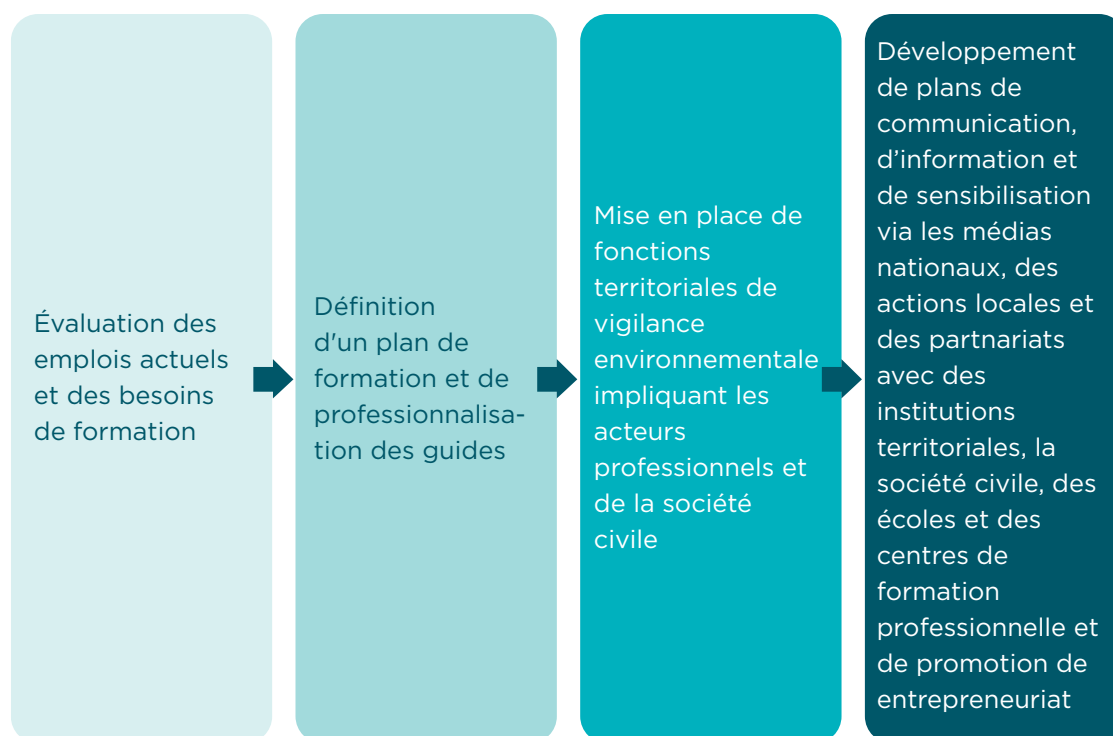 Évaluation des
emplois actuels
et des besoins
de formation
Définition
d'un plan de
formation et de
professionnalisa-
tion des guides
Mise en place de
fonctions
territoriales de
vigilance
environnementale
impliquant les
acteurs
professionnels et
de la société
civile
Développement
de plans de
communication,
d’information et
de sensibilisation
via les médias
nationaux, des
actions locales et
des partnariats
avec des
institutions
territoriales, la
société civile, des
écoles et des
centres de
formation
professionnelle et
de promotion de
entrepreneuriat